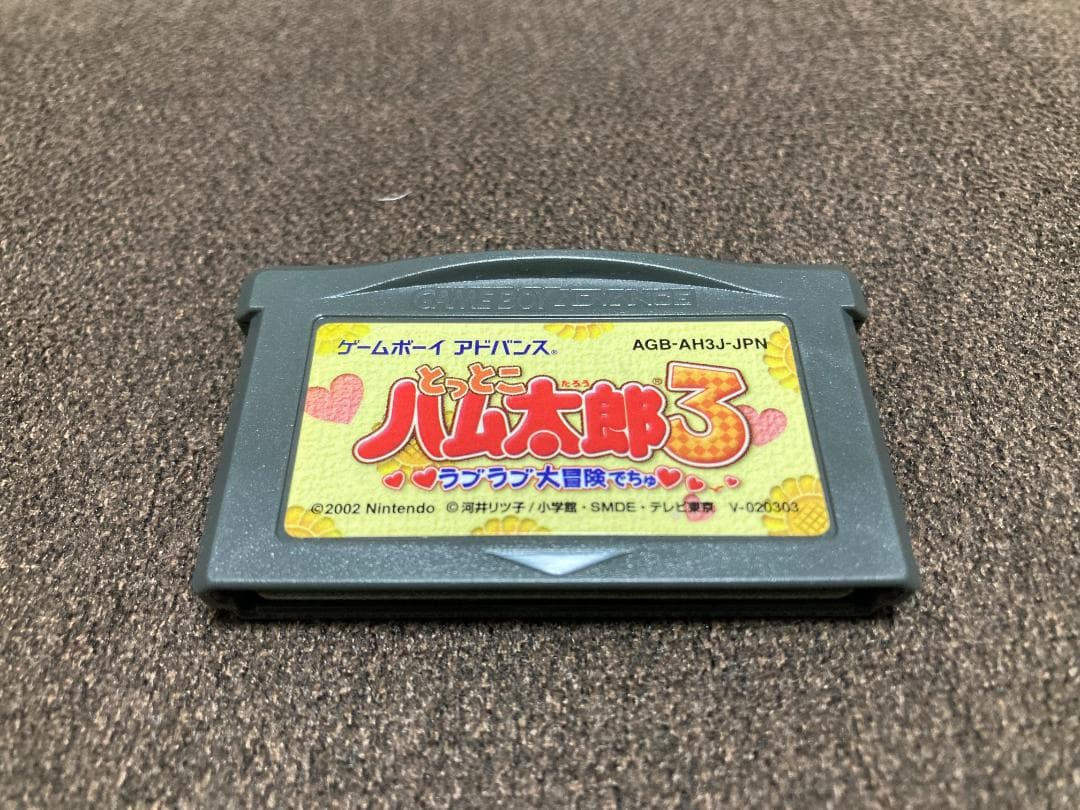 GAME BOY ADVANCE
ゲームボーイ アドバンス® AGB-AH3J-JPN
とっとこ
たろう
ハム太郎®3
ラブラブ大冒険でちゅ
©2002 Nintendo ©河井リツ子/小学館・SMDE・テレビ東京 V-020303